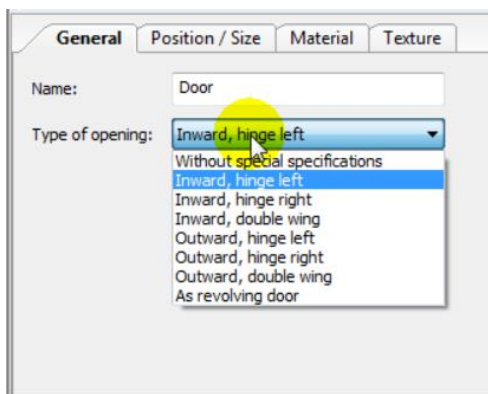 General Position / Size Material Texture
Name: Door
Type of opening: Inward, hinge left
Without special specifications
Inward, hinge left
Inward, hinge right
Inward, double wing
Outward, hinge left
Outward, hinge right
Outward, double wing
As revolving door